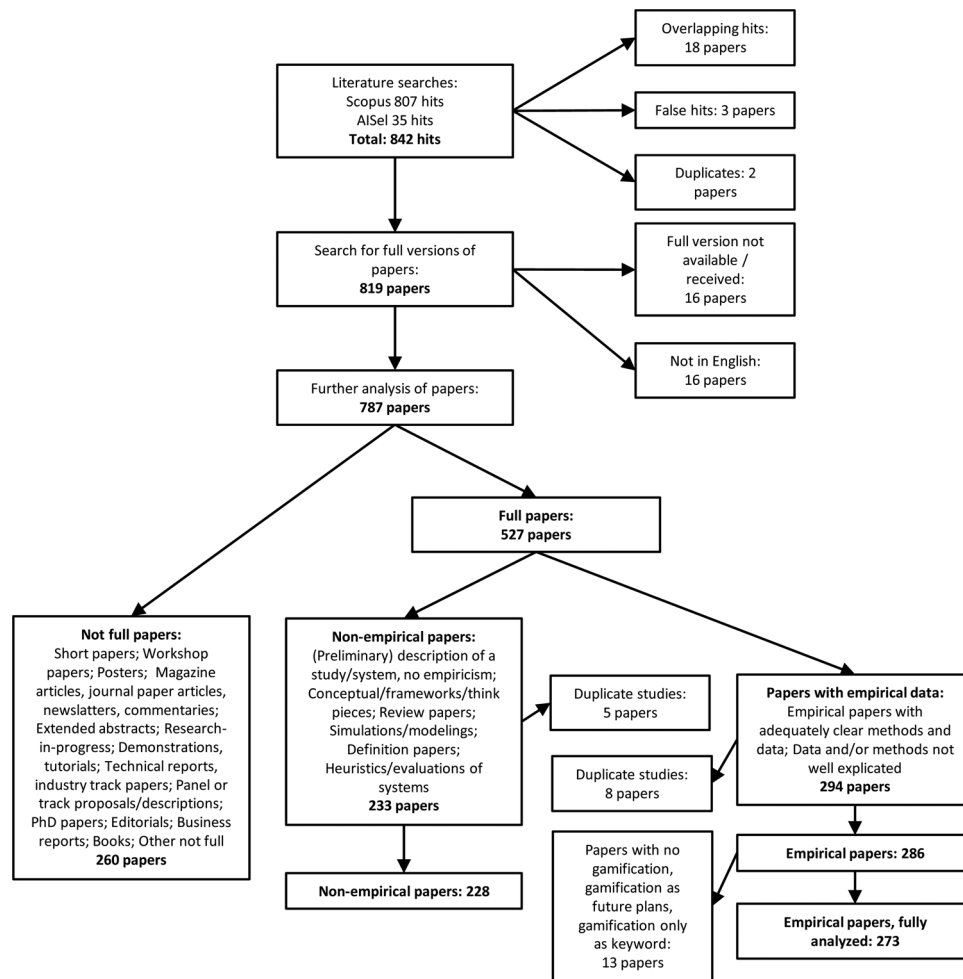 Overlapping hits:
18 papers
Literature searches:
Scopus 807 hits
AISel 35 hits
Total: 842 hits
False hits: 3 papers
Duplicates: 2
papers
Search for full versions of
papers:
819 papers
Full version not
available /
received:
16 papers
Not in English:
16 papers
Further analysis of papers:
787 papers
Full papers:
527 papers
Not full papers:
Short papers; Workshop
papers; Posters; Magazine
articles, journal paper articles,
newslatters, commentaries;
Extended abstracts; Research-
in-progress; Demonstrations,
tutorials; Technical reports,
industry track papers; Panel or
track proposals/descriptions;
PhD papers; Editorials; Business
reports; Books; Other not full
260 papers
Non-empirical papers:
(Preliminary) description of a
study/system, no empiricism;
Conceptual/frameworks/think
pieces; Review papers;
Simulations/modelings;
Definition papers;
Heuristics/evaluations of
systems
233 papers
Duplicate studies:
5 papers
Papers with empirical data:
Empirical papers with
adequately clear methods and
data; Data and/or methods not
well explicated
294 papers
Duplicate studies:
8 papers
Non-empirical papers: 228
Papers with no
gamification,
gamification as
future plans,
gamification only
as keyword:
13 papers
Empirical papers: 286
Empirical papers, fully
analyzed: 273